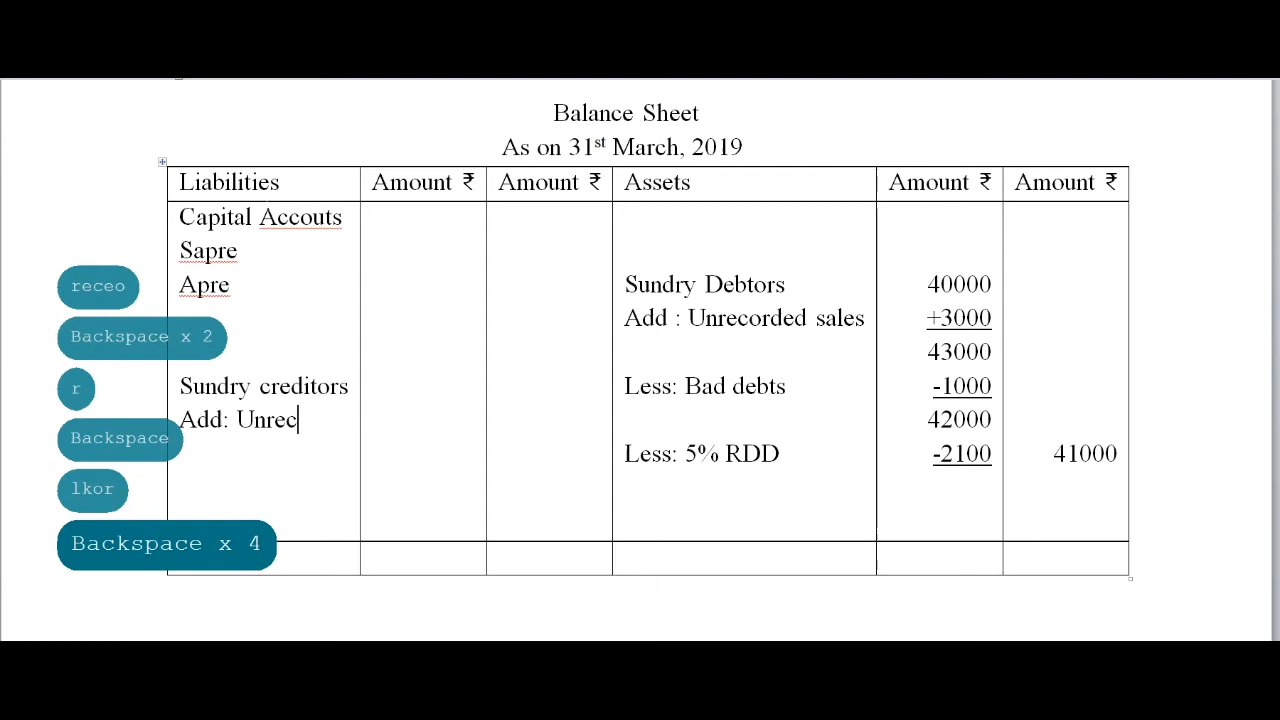 Balance Sheet
As on 31st March, 2019
Liabilities Amount ₹ Amount ₹ Assets Amount ₹ Amount ₹
Capital Accouts
Sapre
Apre Sundry Debtors 40000
receo
Add : Unrecorded sales +3000
Backspace x 2
43000
Sundry creditors Less: Bad debts -1000
r
Add: Unrec 42000
Backspace
Less: 5% RDD -2100 41000
lkor
Backspace x 4